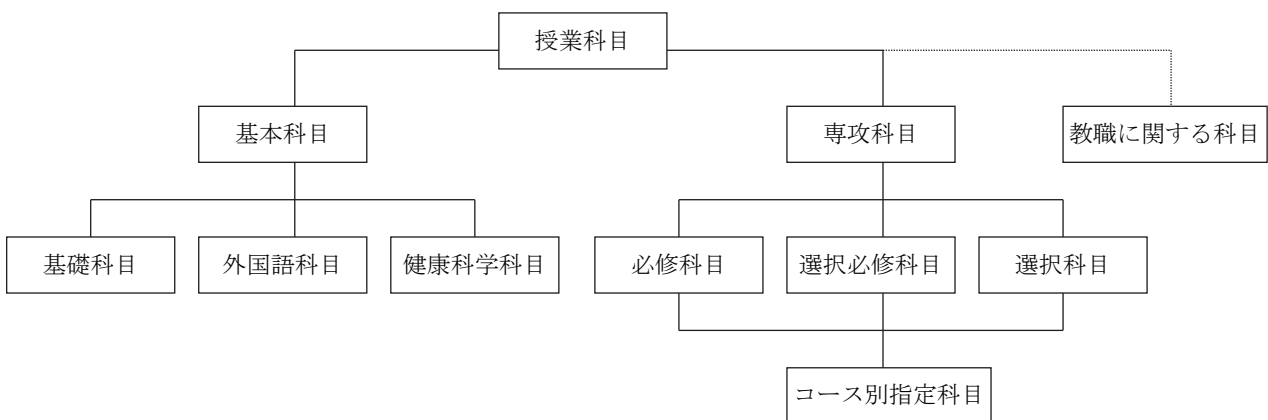 授業科目
基本科目
専攻科目
教職に関する科目
基礎科目
外国語科目
健康科学科目
必修科目
選択必修科目
選択科目
コース別指定科目